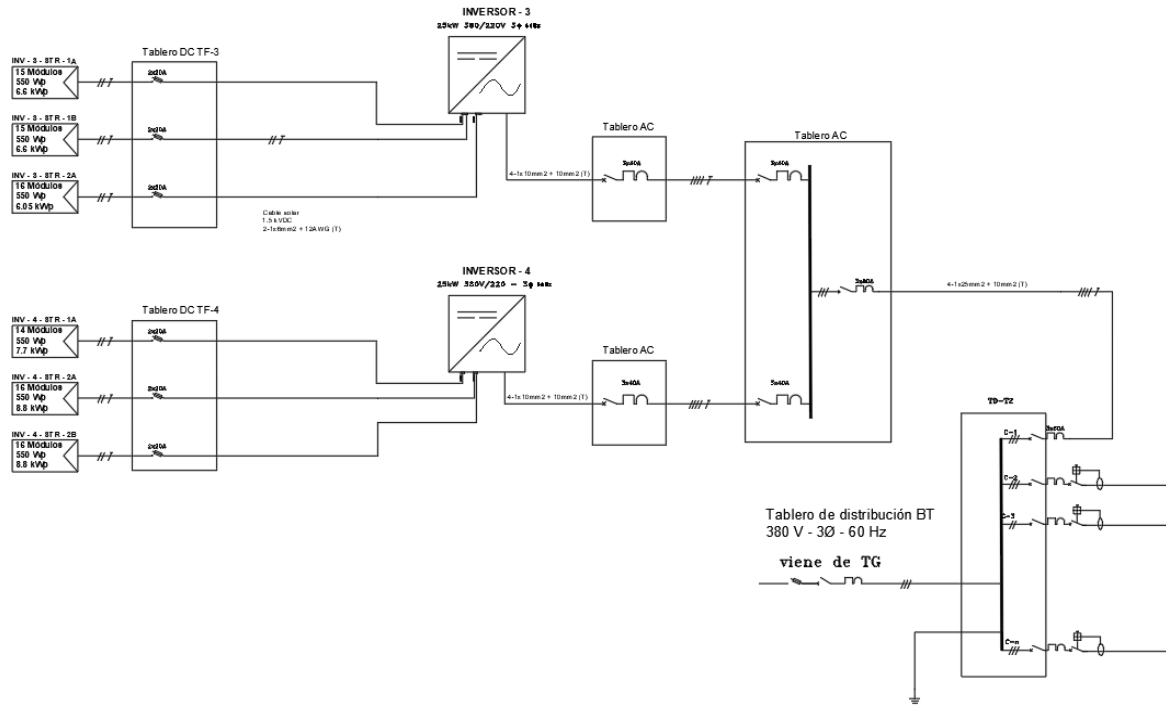 INVERSOR - 3
25kW 380/220V 3φ 60Hz
Tablero DC TF-3
INV - 3 - STR - 1A
15 Módulos
550 Wp
6.6 kWp
2x20A
INV - 3 - STR - 1B
15 Módulos
550 Wp
6.6 kWp
2x20A
INV - 3 - STR - 2A
16 Módulos
550 Wp
6.05 kWp
2x20A
Cable solar
1.5 kVDC
2-1x6mm2 + 12AWG (T)
4-1x10mm2 + 10mm2 (T)
Tablero AC
3x40A
Tablero AC
3x40A
3x80A
4-1x25mm2 + 10mm2 (T)
INVERSOR - 4
25kW 380V/220 - 3φ 60Hz
Tablero DC TF-4
INV - 4 - STR - 1A
14 Módulos
550 Wp
7.7 kWp
2x20A
INV - 4 - STR - 2A
16 Módulos
550 Wp
8.8 kWp
2x20A
INV - 4 - STR - 2B
16 Módulos
550 Wp
8.8 kWp
2x20A
4-1x10mm2 + 10mm2 (T)
Tablero AC
3x40A
3x40A
TD-T2
C-1
3x80A
C-2
C-3
C-n
Tablero de distribución BT
380 V - 3Ø - 60 Hz
viene de TG